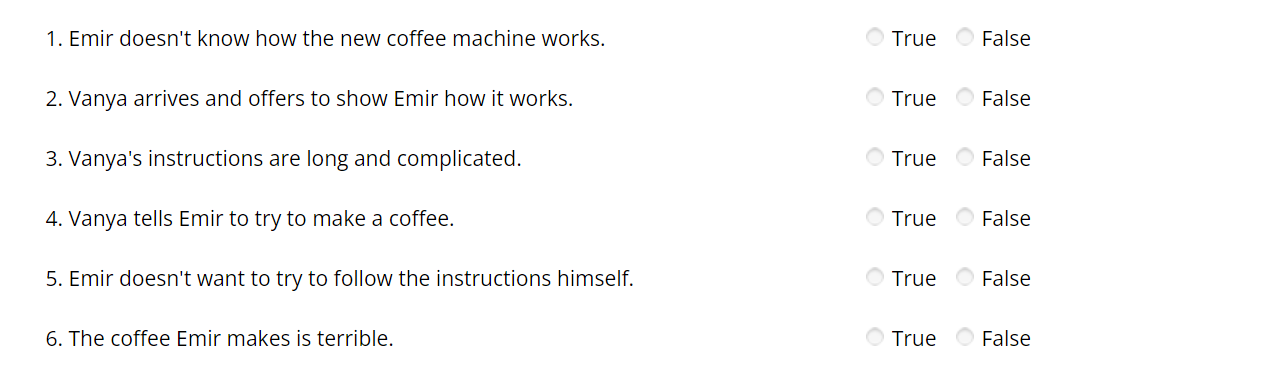 1. Emir doesn't know how the new coffee machine works. True False
2. Vanya arrives and offers to show Emir how it works. True False
3. Vanya's instructions are long and complicated. True False
4. Vanya tells Emir to try to make a coffee. True False
5. Emir doesn't want to try to follow the instructions himself. True False
6. The coffee Emir makes is terrible. True False